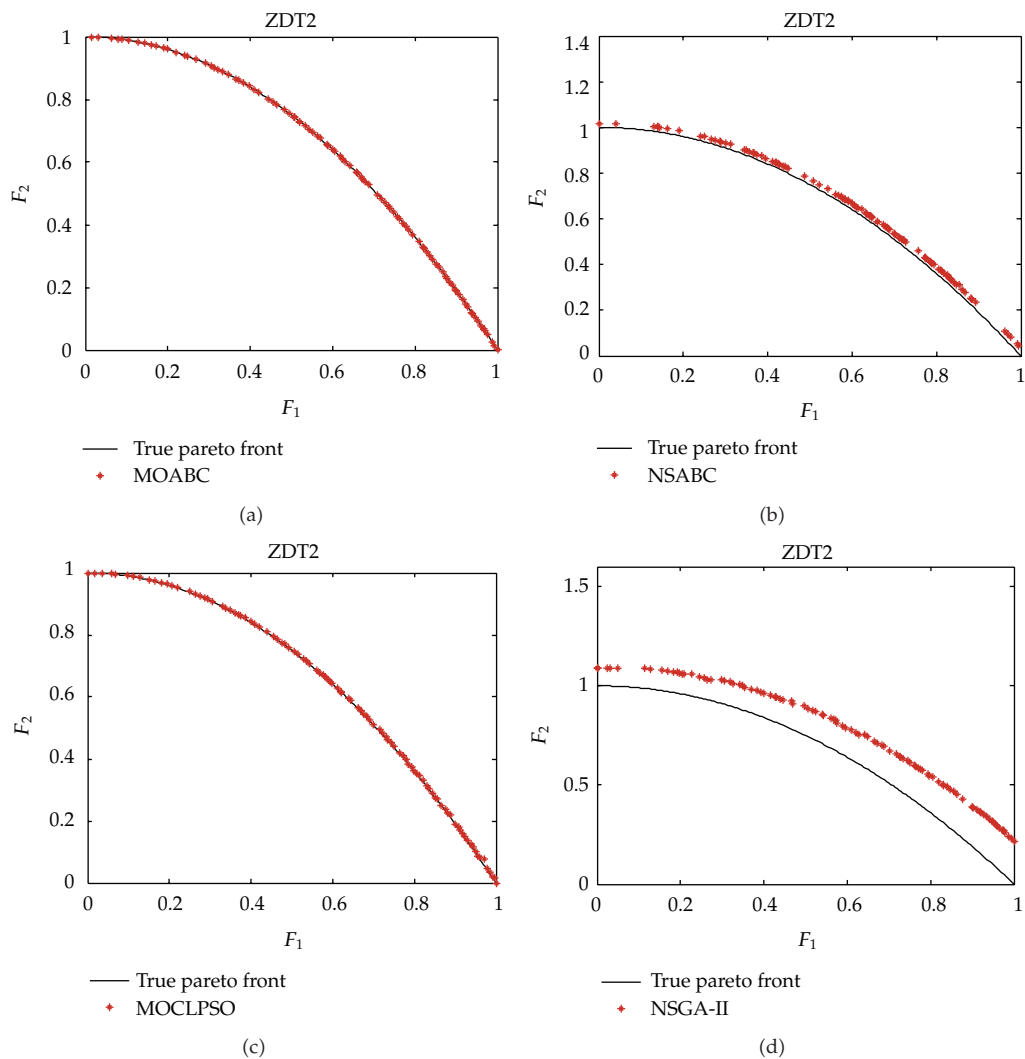 ZDT2
1
0.8
0.6
0.4
0.2
0
F2
0 0.2 0.4 0.6 0.8 1
F1
True pareto front
MOABC
(a)
ZDT2
1.4
1.2
1
0.8
0.6
0.4
0.2
0
F2
0 0.2 0.4 0.6 0.8 1
F1
True pareto front
NSABC
(b)
ZDT2
1
0.8
0.6
0.4
0.2
0
F2
0 0.2 0.4 0.6 0.8 1
F1
True pareto front
MOCLPSO
(c)
ZDT2
1.5
1
0.5
0
F2
0 0.2 0.4 0.6 0.8 1
F1
True pareto front
NSGA-II
(d)